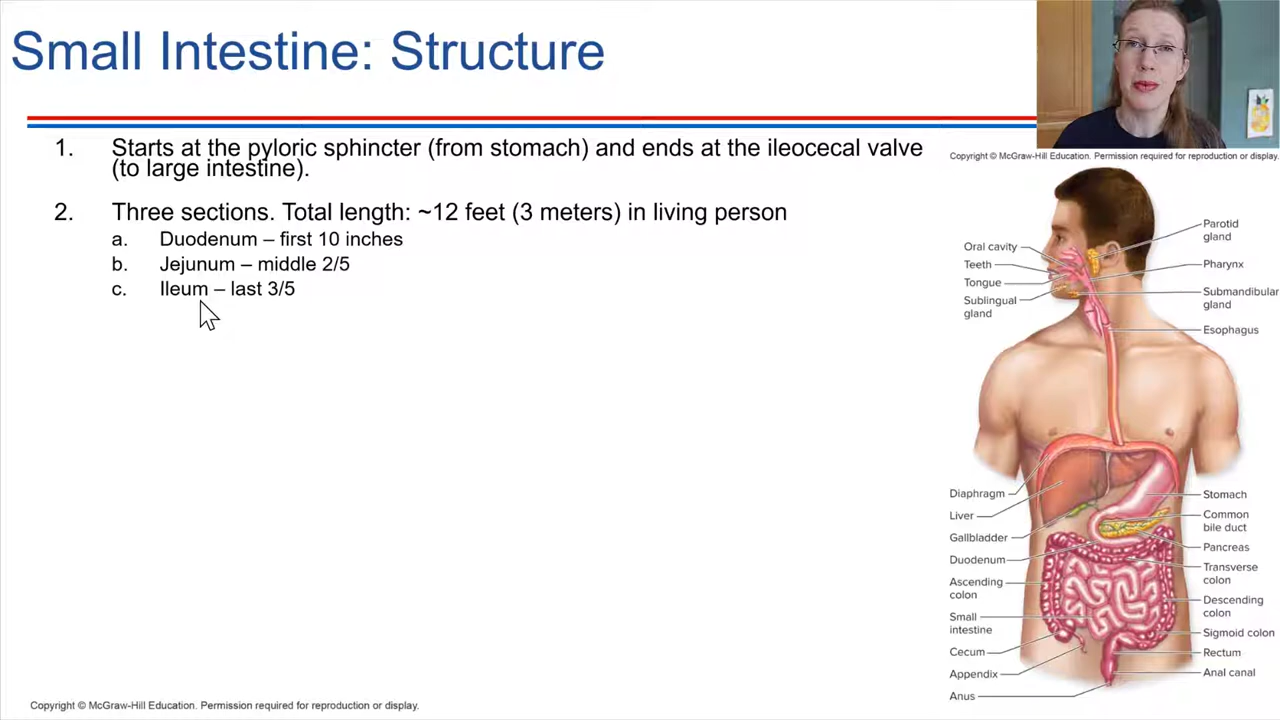 Small Intestine: Structure
1. Starts at the pyloric sphincter (from stomach) and ends at the ileocecal valve
(to large intestine).
2. Three sections. Total length: ~12 feet (3 meters) in living person
a. Duodenum – first 10 inches
b. Jejunum – middle 2/5
c. Ileum – last 3/5
Copyright © McGraw-Hill Education. Permission required for reproduction or display.
Oral cavity
Teeth
Tongue
Sublingual
gland
Parotid
gland
Pharynx
Submandibular
gland
Esophagus
Diaphragm
Liver
Gallbladder
Duodenum
Ascending
colon
Small
intestine
Cecum
Appendix
Anus
Stomach
Common
bile duct
Pancreas
Transverse
colon
Descending
colon
Sigmoid colon
Rectum
Anal canal
Copyright © McGraw-Hill Education. Permission required for reproduction or display.